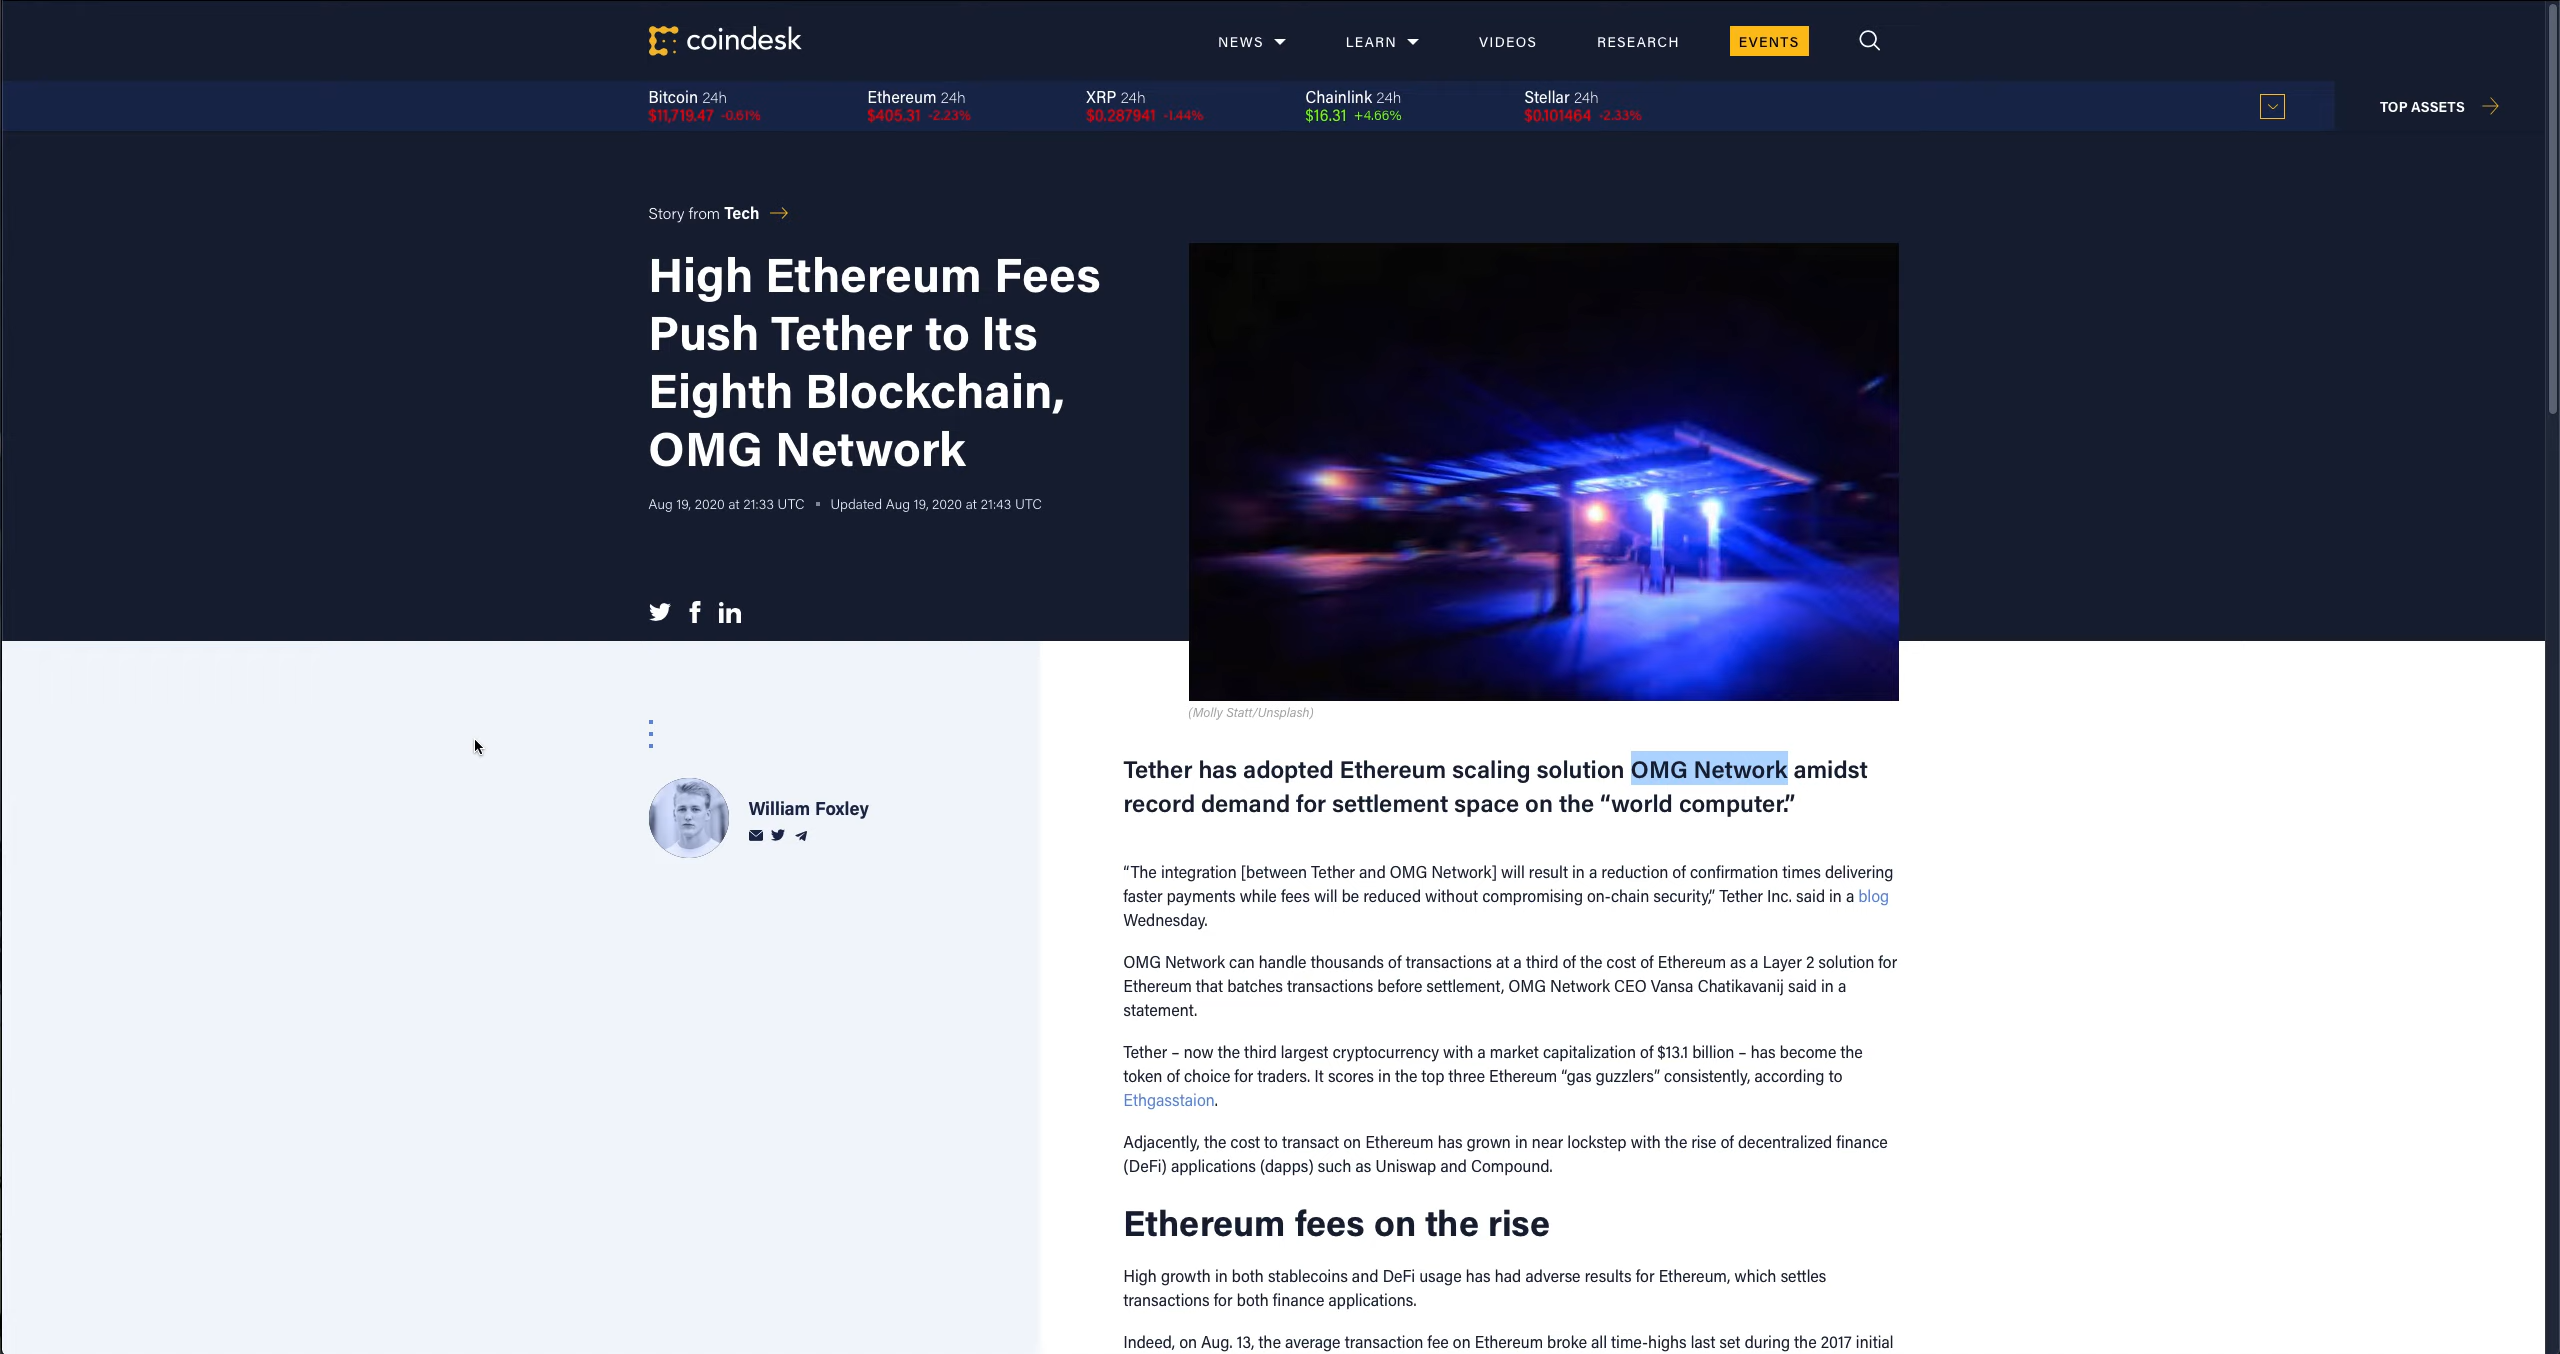 coindesk
NEWS
LEARN
VIDEOS
RESEARCH
EVENTS
Bitcoin 24h
$11,719.47 -0.61%
Ethereum 24h
$405.31 -2.23%
XRP 24h
$0.287941 -1.44%
Chainlink 24h
$16.31 +4.66%
Stellar 24h
$0.101464 -2.33%
TOP ASSETS
Story from Tech
High Ethereum Fees
Push Tether to Its
Eighth Blockchain,
OMG Network
Aug 19, 2020 at 21:33 UTC ▪ Updated Aug 19, 2020 at 21:43 UTC
(Molly Statt/Unsplash)
William Foxley
Tether has adopted Ethereum scaling solution OMG Network amidst
record demand for settlement space on the “world computer.”
“The integration [between Tether and OMG Network] will result in a reduction of confirmation times delivering
faster payments while fees will be reduced without compromising on-chain security,” Tether Inc. said in a blog
Wednesday.
OMG Network can handle thousands of transactions at a third of the cost of Ethereum as a Layer 2 solution for
Ethereum that batches transactions before settlement, OMG Network CEO Vansa Chatikavanij said in a
statement.
Tether – now the third largest cryptocurrency with a market capitalization of $13.1 billion – has become the
token of choice for traders. It scores in the top three Ethereum “gas guzzlers” consistently, according to
Ethgasstaion.
Adjacently, the cost to transact on Ethereum has grown in near lockstep with the rise of decentralized finance
(DeFi) applications (dapps) such as Uniswap and Compound.
Ethereum fees on the rise
High growth in both stablecoins and DeFi usage has had adverse results for Ethereum, which settles
transactions for both finance applications.
Indeed, on Aug. 13, the average transaction fee on Ethereum broke all time-highs last set during the 2017 initial